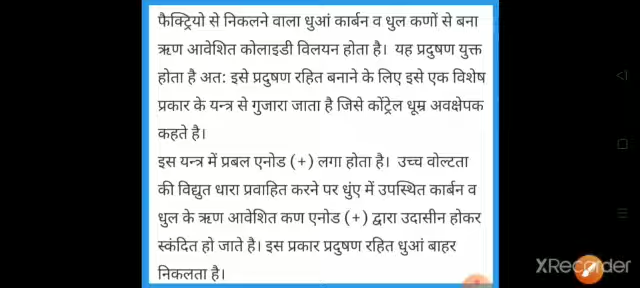 फैक्ट्रियो से निकलने वाला धुआं कार्बन व धुल कणों से बना
ऋण आवेशित कोलाइडी विलयन होता है। यह प्रदुषण युक्त
होता है अत: इसे प्रदुषण रहित बनाने के लिए इसे एक विशेष
प्रकार के यन्त्र से गुजारा जाता है जिसे कोंट्रेल धूम्र अवक्षेपक
कहते है।
इस यन्त्र में प्रबल एनोड (+) लगा होता है। उच्च वोल्टता
की विद्युत धारा प्रवाहित करने पर धुंए में उपस्थित कार्बन व
धुल के ऋण आवेशित कण एनोड (+) द्वारा उदासीन होकर
स्कंदित हो जाते है। इस प्रकार प्रदुषण रहित धुआं बाहर
निकलता है।
XRecorder